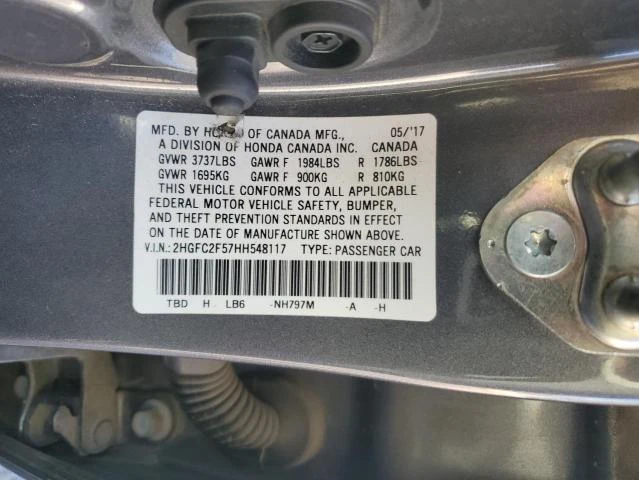 MFD. BY HONDA OF CANADA MFG., 05/'17
A DIVISION OF HONDA CANADA INC. CANADA
GVWR 3737LBS GAWR F 1984LBS R 1786LBS
GVWR 1695KG GAWR F 900KG R 810KG
THIS VEHICLE CONFORMS TO ALL APPLICABLE
FEDERAL MOTOR VEHICLE SAFETY, BUMPER,
AND THEFT PREVENTION STANDARDS IN EFFECT
ON THE DATE OF MANUFACTURE SHOWN ABOVE.
V.I.N.: 2HGFC2F57HH548117 TYPE: PASSENGER CAR
TBD H LB6 -NH797M -A -H